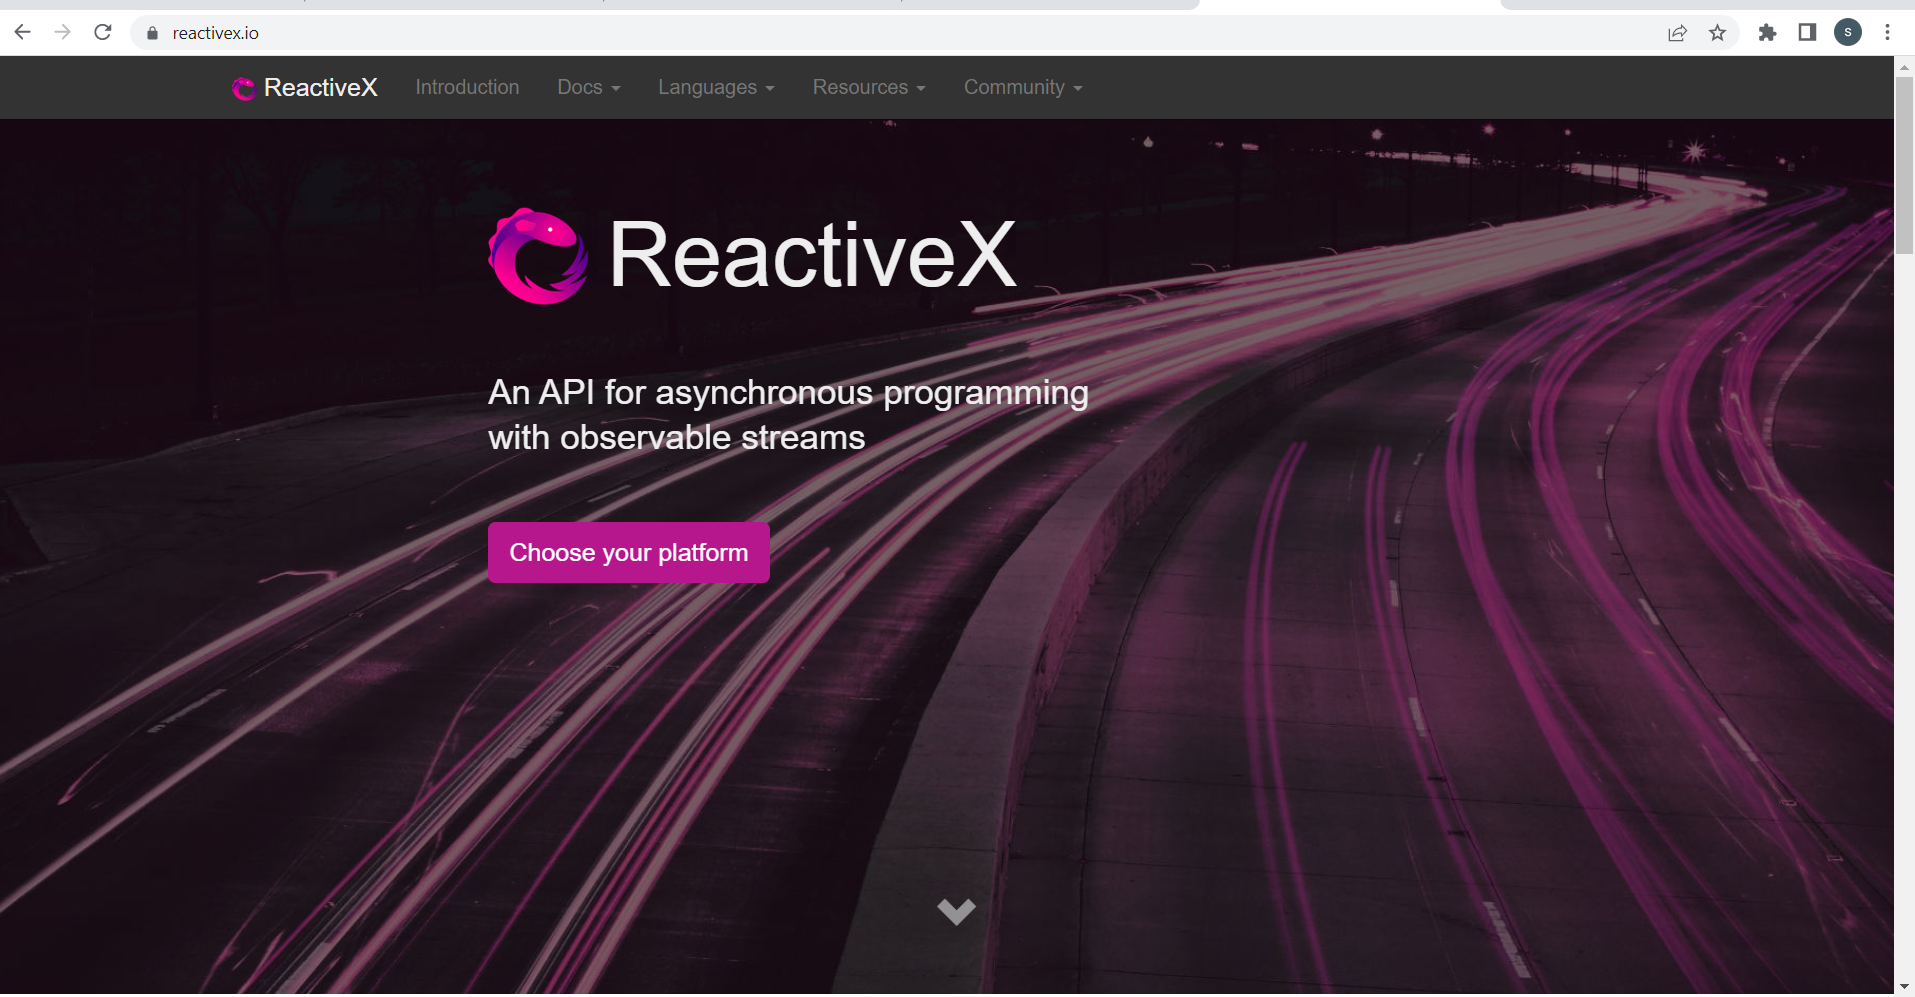 reactivex.io
S
ReactiveX Introduction Docs Languages Resources Community
ReactiveX
An API for asynchronous programming
with observable streams
Choose your platform